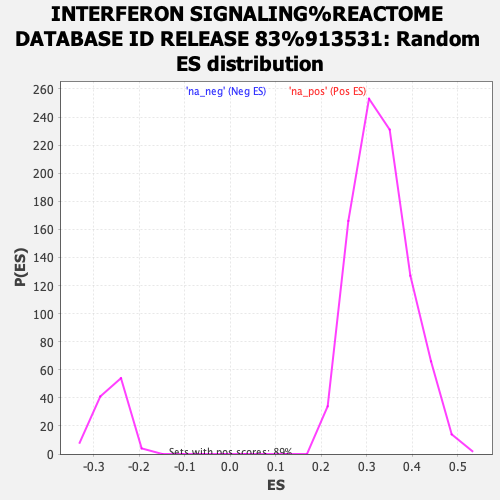 INTERFERON SIGNALING%REACTOME
DATABASE ID RELEASE 83%913531: Random
ES distribution
'na_neg' (Neg ES) 'na_pos' (Pos ES)
260
240
220
200
180
160
140
120
100
80
60
40
20
0
P(ES)
Sets with pos scores: 89%
-0.3 -0.2 -0.1 0.0 0.1 0.2 0.3 0.4 0.5
ES